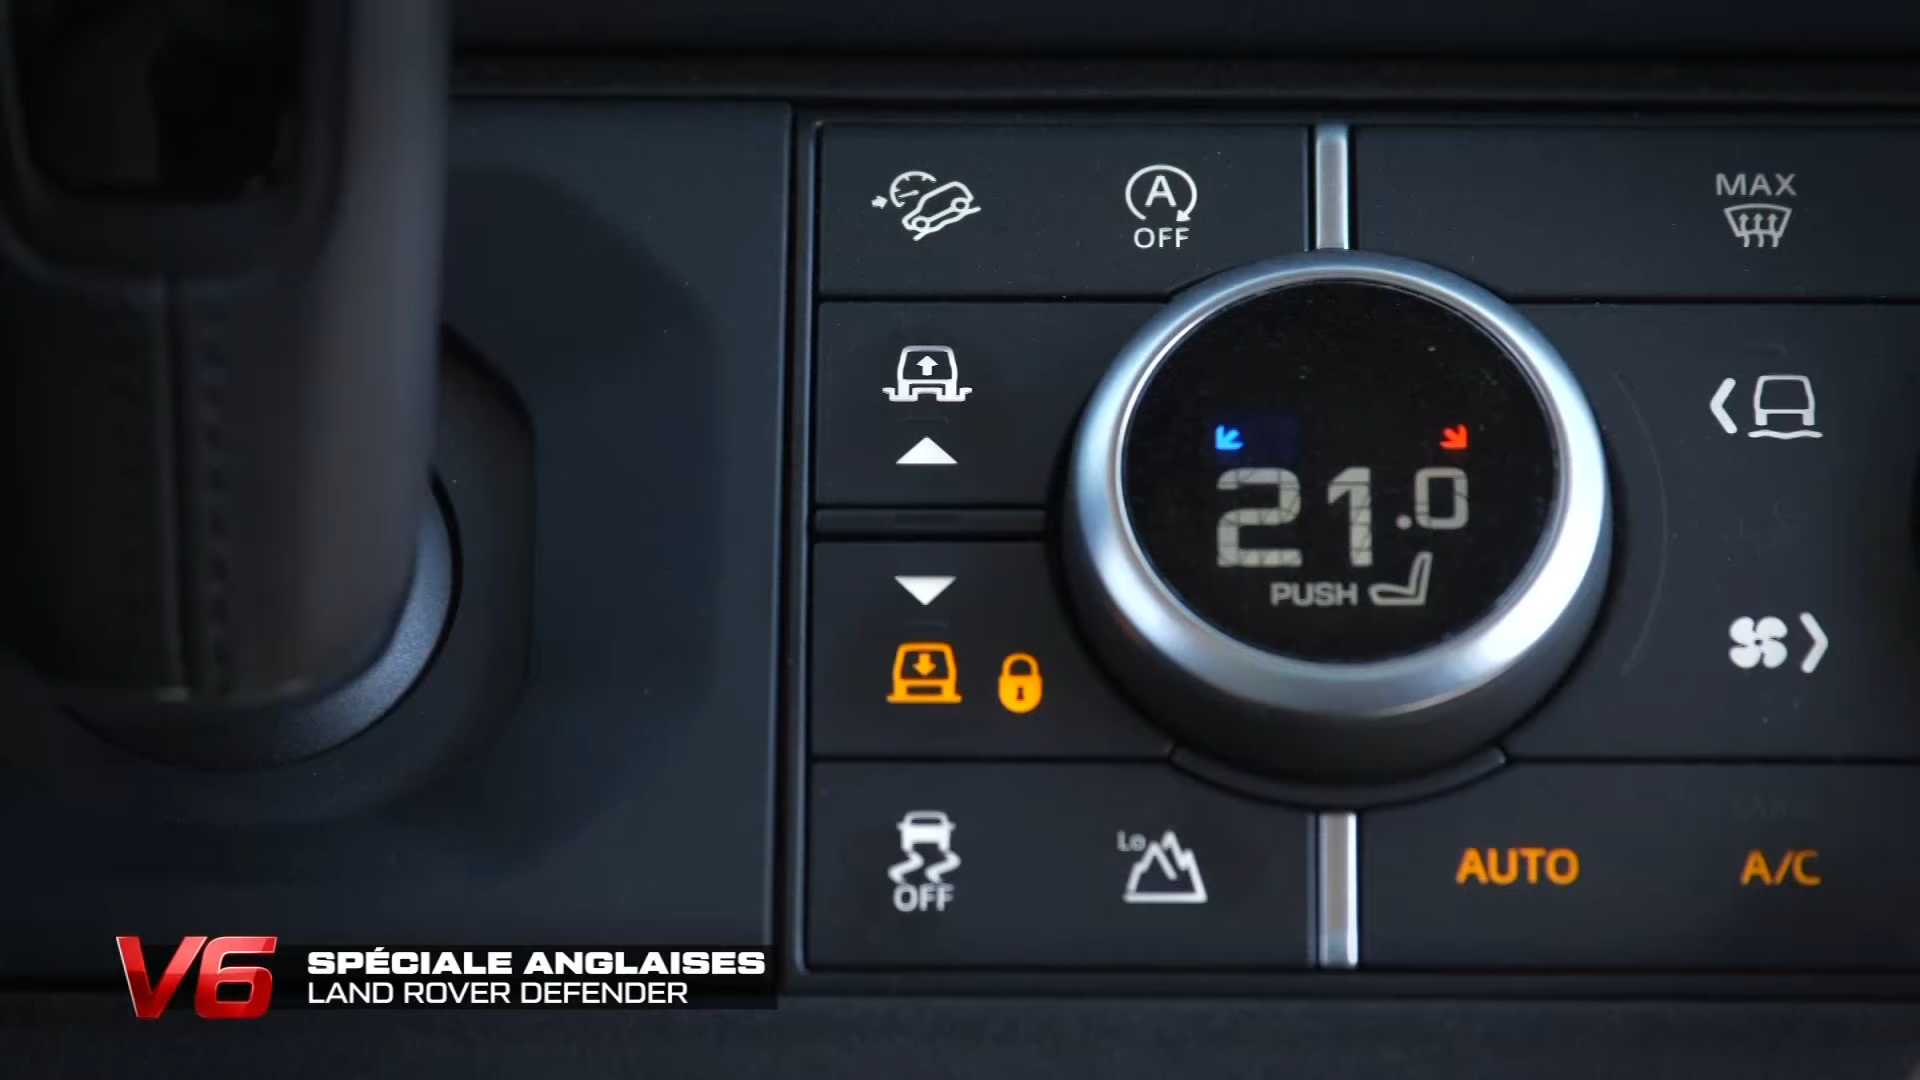 A
OFF
MAX
21.0
PUSH
OFF
Lo
AUTO
A/C
V6
SPÉCIALE ANGLAISES
LAND ROVER DEFENDER